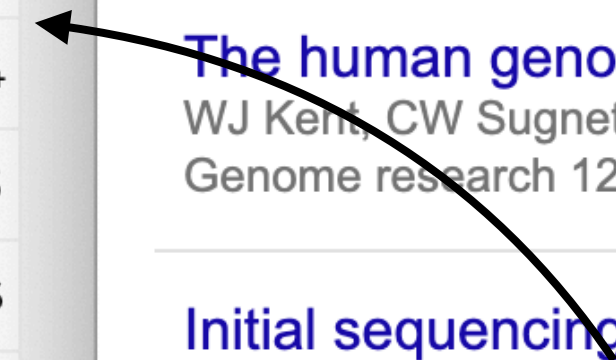 The human geno
WJ Kent, CW Sugnet
Genome research 12
Initial sequencing